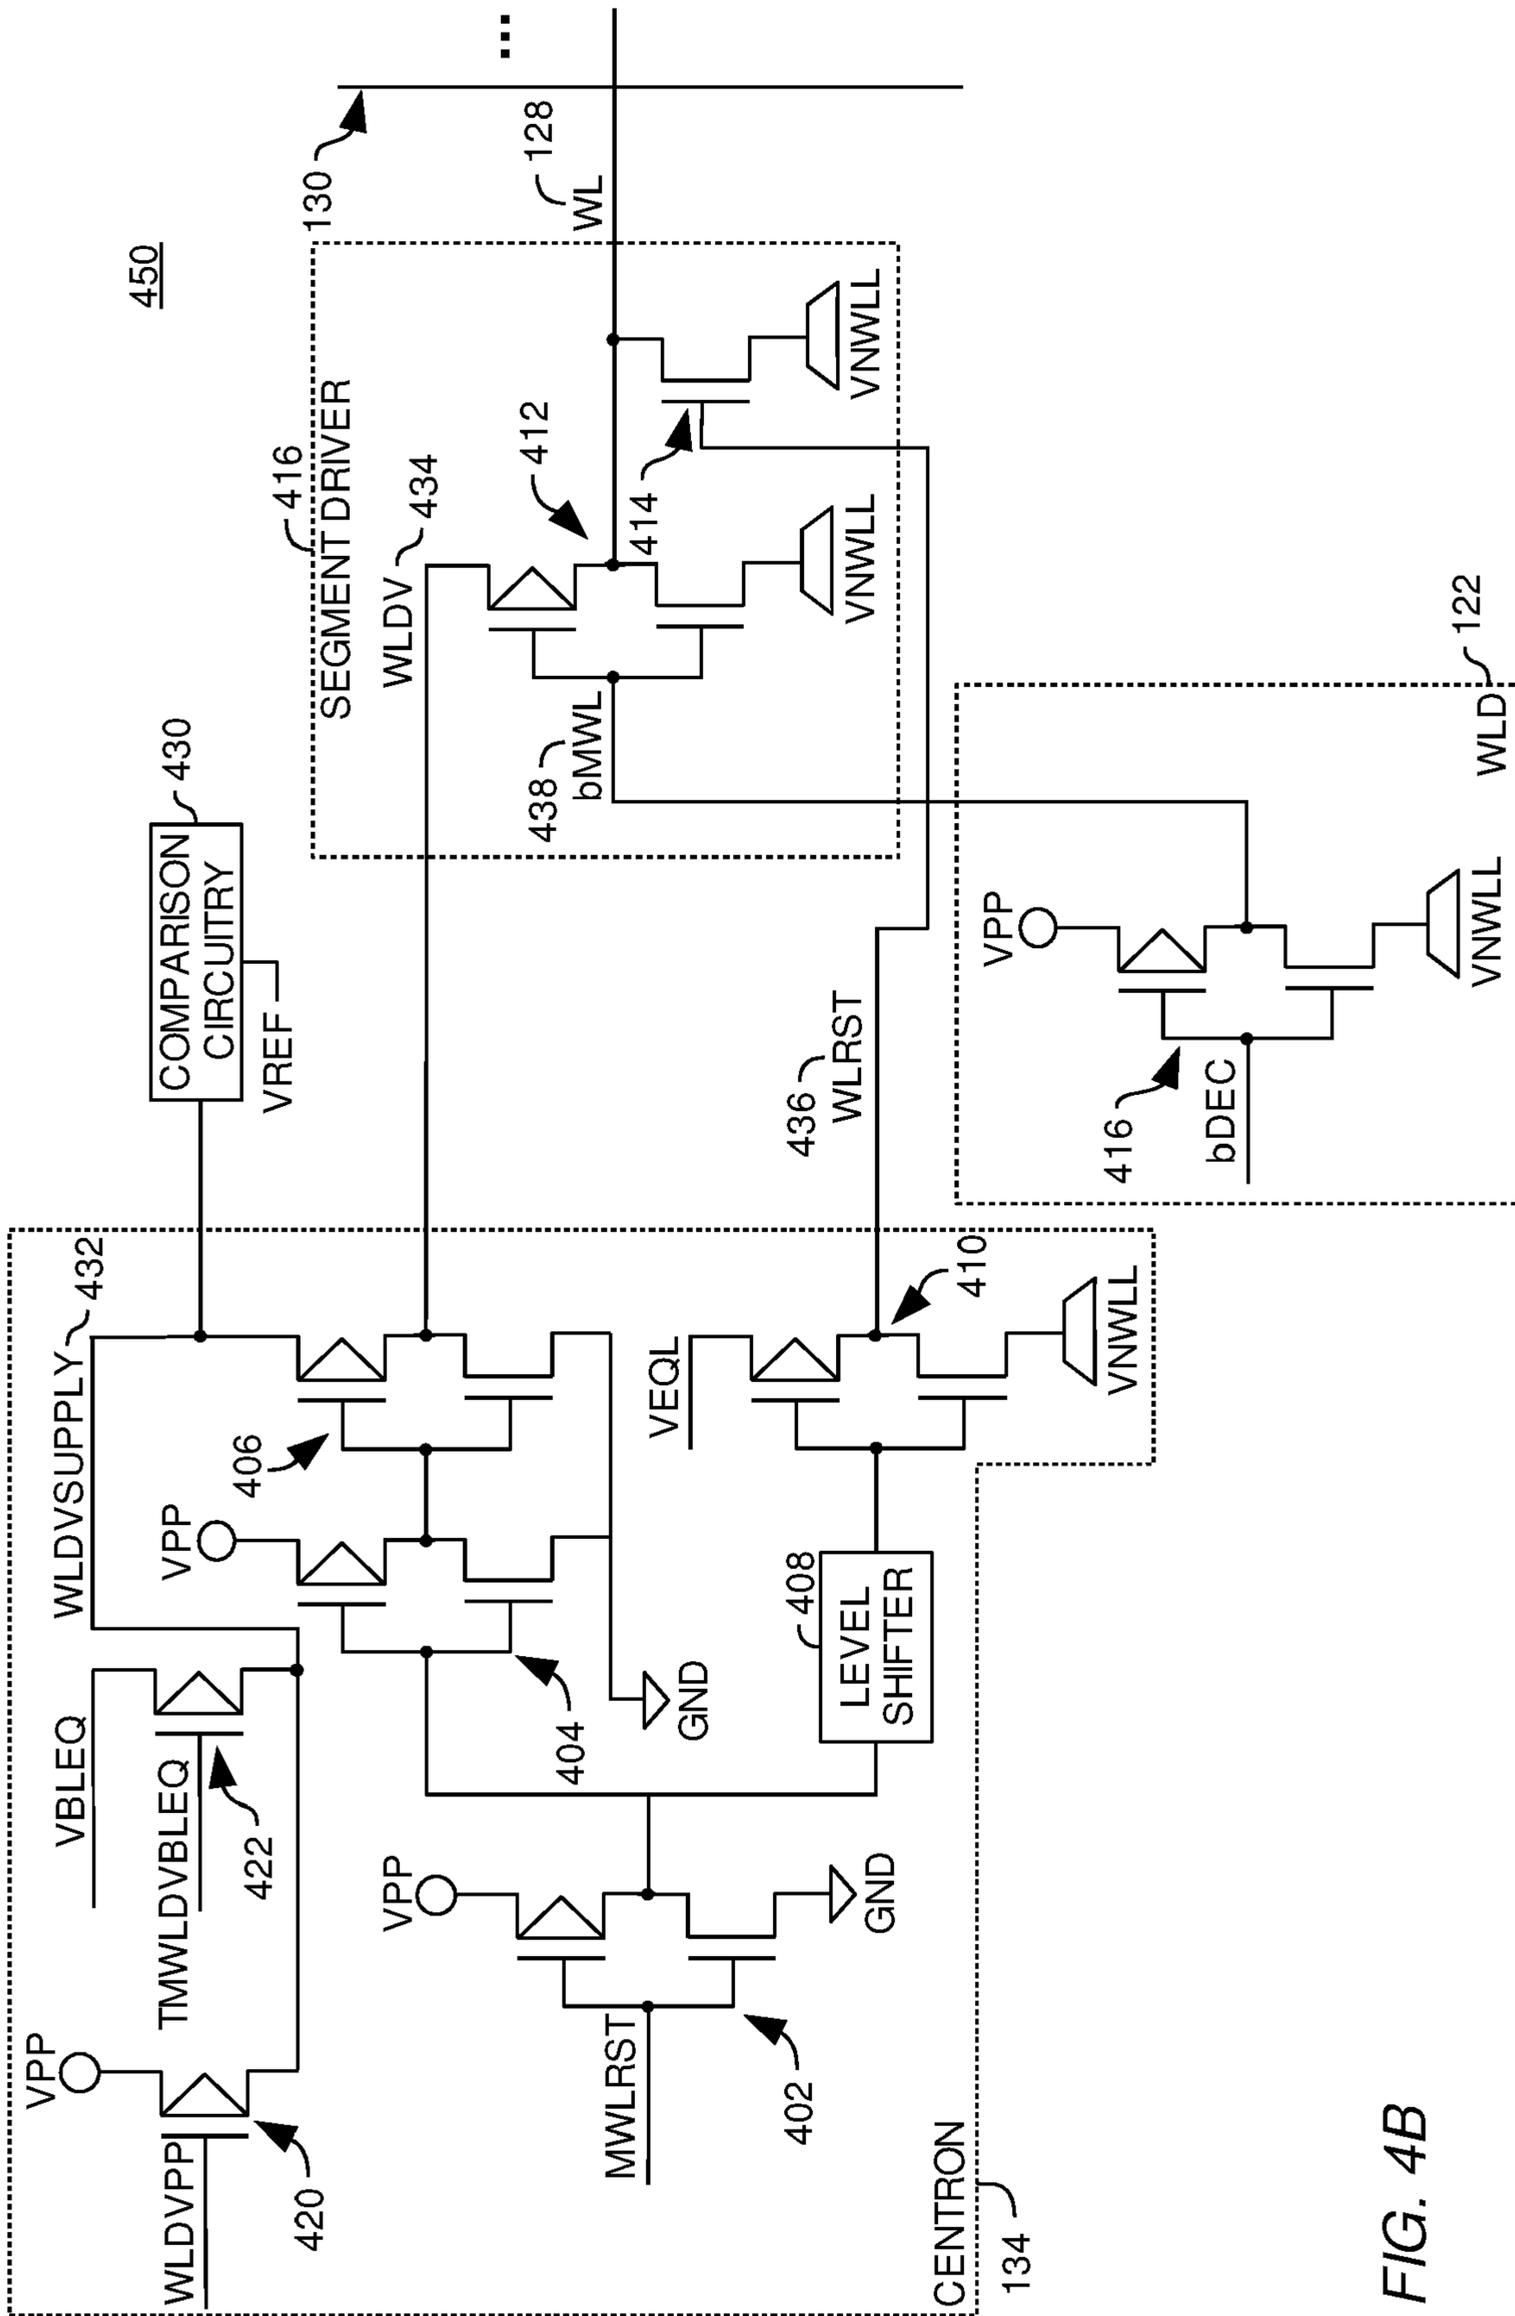 450
130
...
128
WL
416
SEGMENT DRIVER
WLDV
434
412
414
VNWLL
VNWLL
438
bMWL
COMPARISON
CIRCUITRY
430
VREF
WLDVSUPPLY
432
VBLEQ
TMWLDVBLEQ
422
VPP
WLDVPP
420
VPP
406
404
GND
VPP
MWLRST
402
GND
LEVEL
SHIFTER
408
VEQL
410
VNWLL
436
WLRST
CENTRON
134
VPP
416
bDEC
VNWLL
WLD
122
FIG. 4B